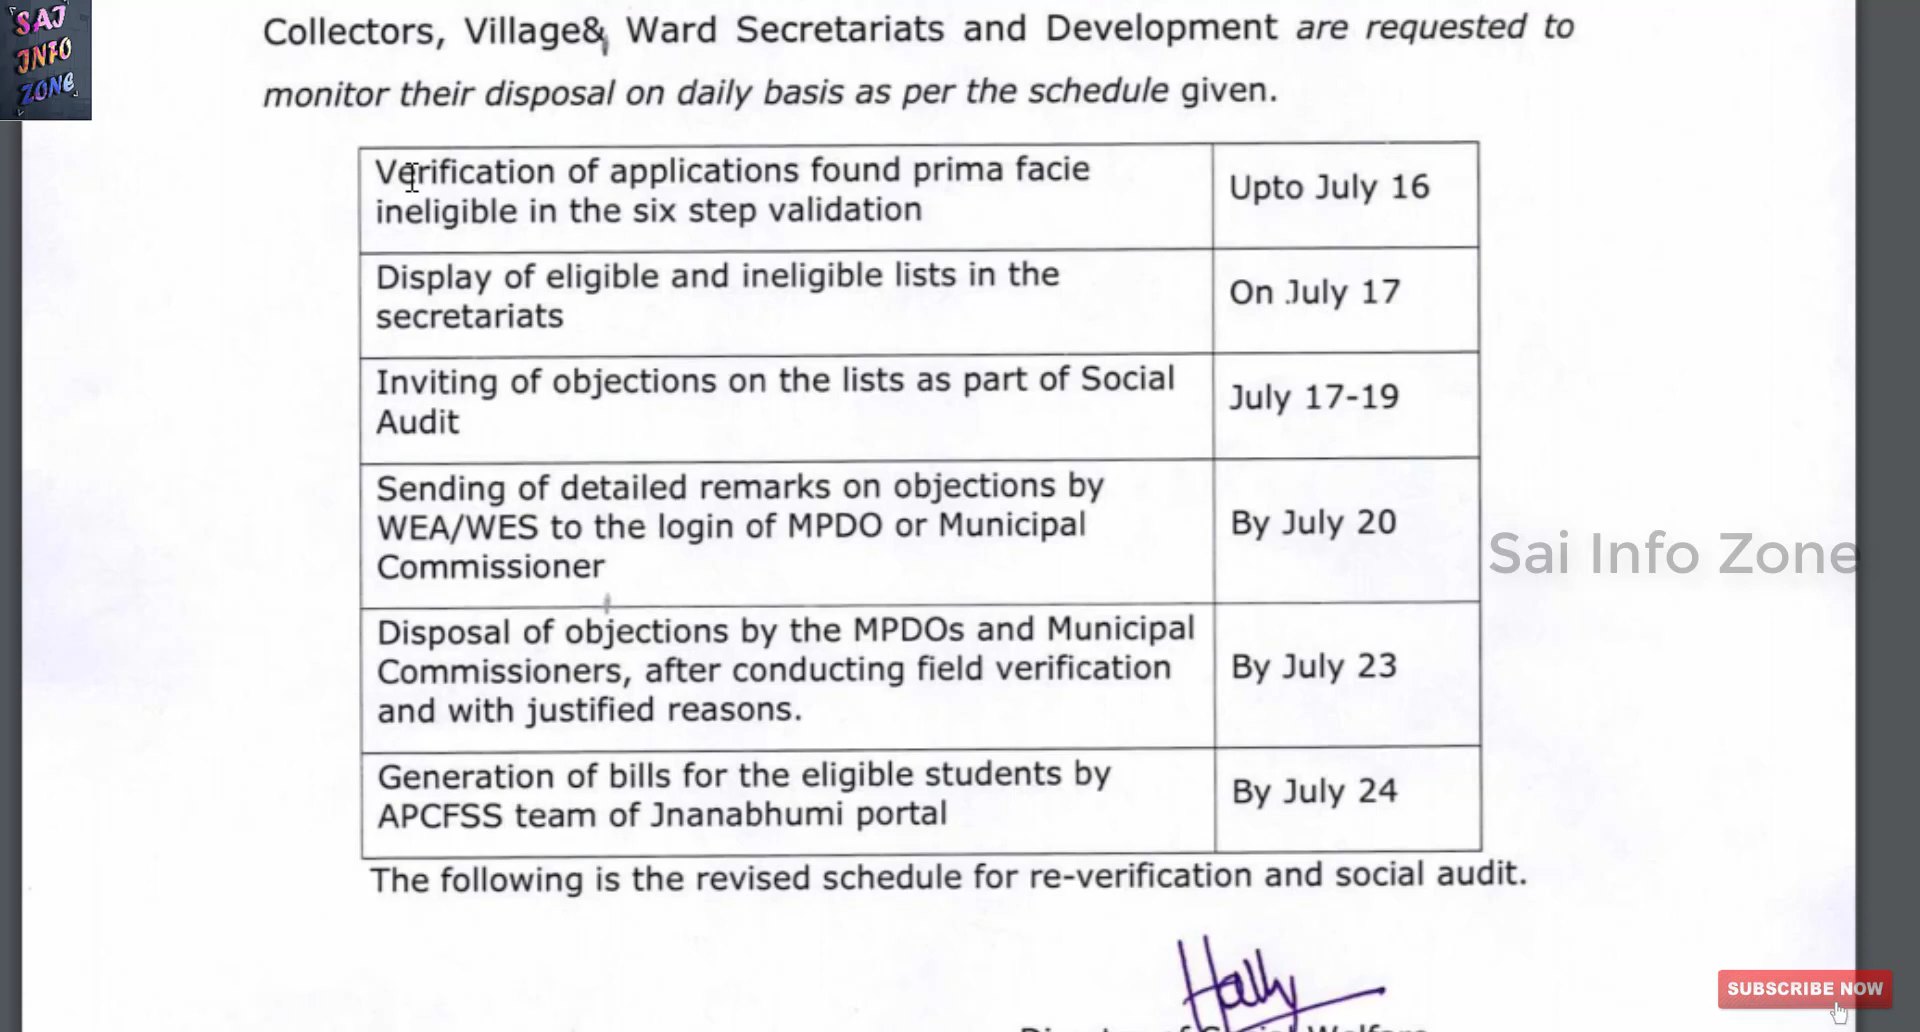 SAI
INFO
ZONE
Collectors, Village& Ward Secretariats and Development are requested to
monitor their disposal on daily basis as per the schedule given.
Verification of applications found prima facie
ineligible in the six step validation
Upto July 16
Display of eligible and ineligible lists in the
secretariats
On July 17
Inviting of objections on the lists as part of Social
Audit
July 17-19
Sending of detailed remarks on objections by
WEA/WES to the login of MPDO or Municipal
Commissioner
By July 20
Sai Info Zone
Disposal of objections by the MPDOs and Municipal
Commissioners, after conducting field verification
and with justified reasons.
By July 23
Generation of bills for the eligible students by
APCFSS team of Jnanabhumi portal
By July 24
The following is the revised schedule for re-verification and social audit.
SUBSCRIBE NOW